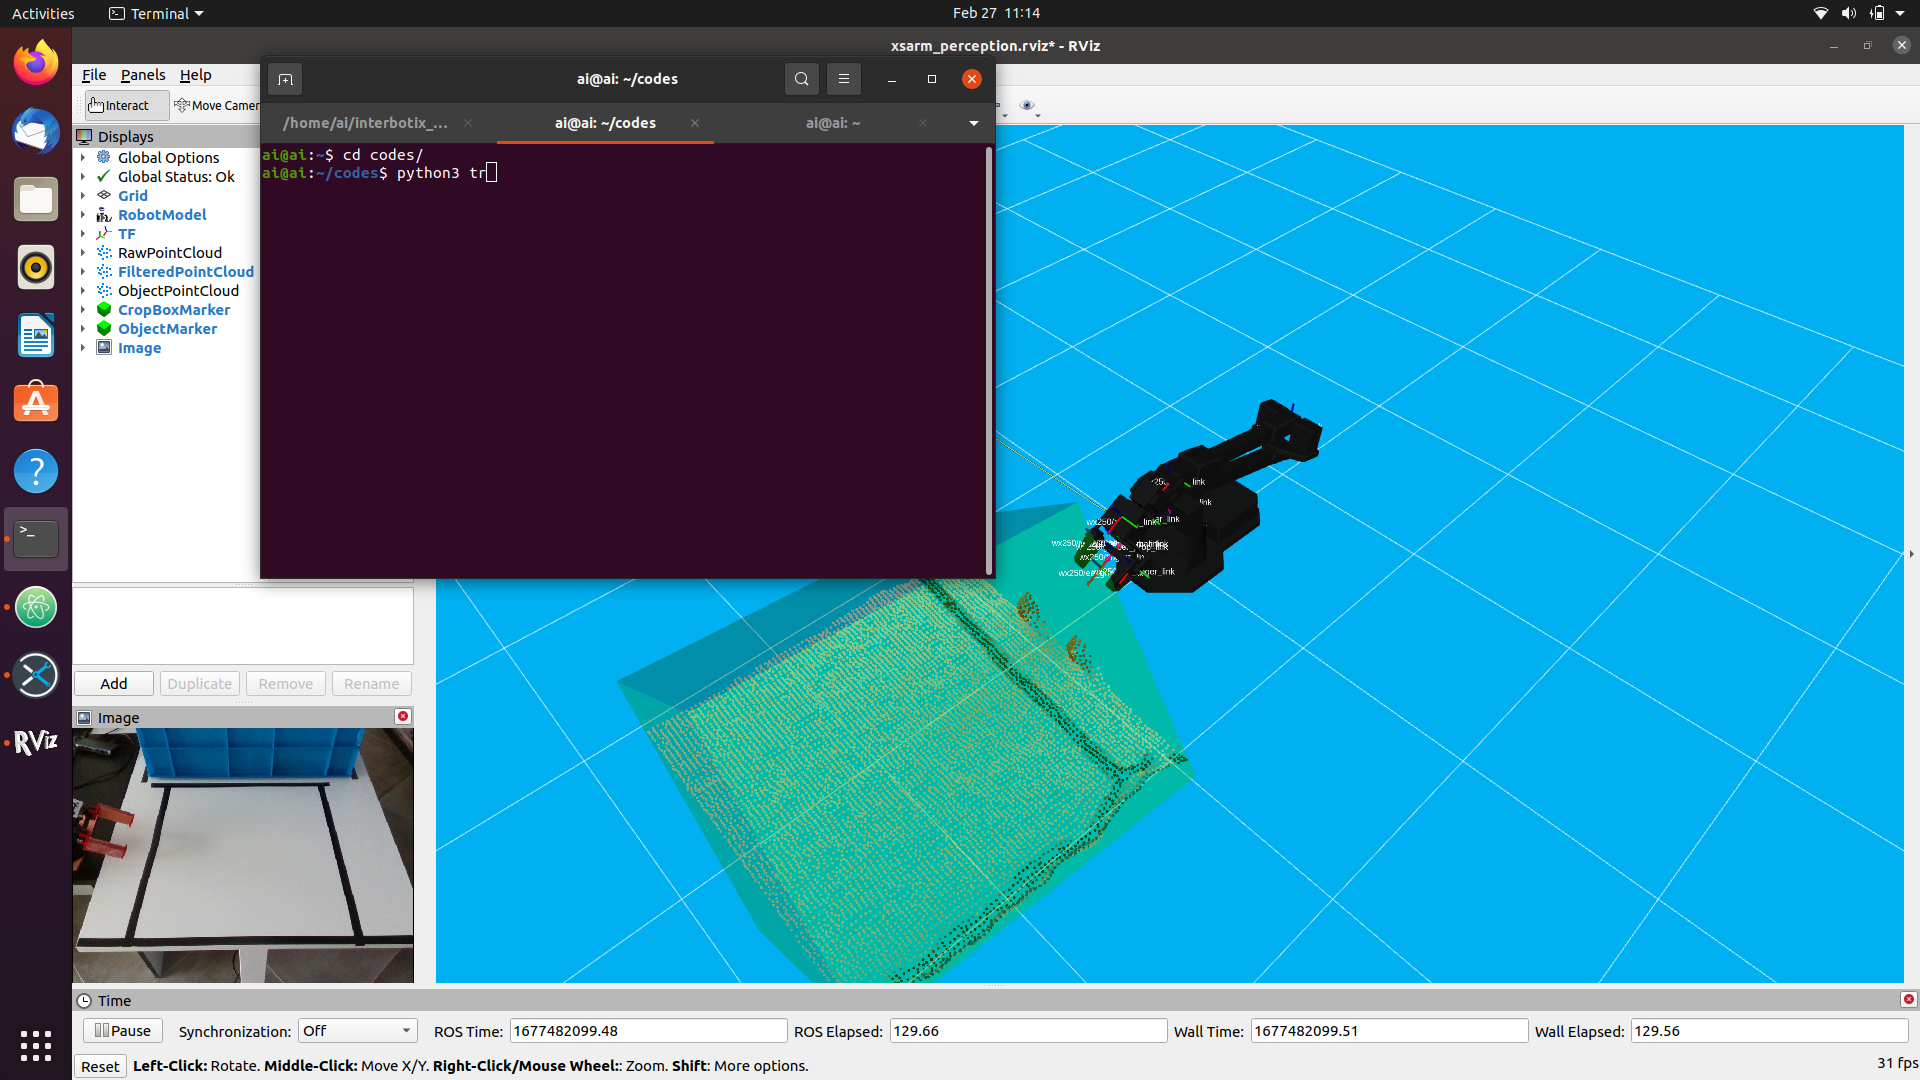 Activities
Terminal
Feb 27 11:14
xsarm_perception.rviz* - RViz
File Panels Help
ai@ai: ~/codes
Interact
Move Camer
/home/ai/interbotix_...
ai@ai: ~/codes
ai@ai: ~
Displays
Global Options
Global Status: Ok
Grid
RobotModel
TF
RawPointCloud
FilteredPointCloud
ObjectPointCloud
CropBoxMarker
ObjectMarker
Image
ai@ai:~$ cd codes/
ai@ai:~/codes$ python3 tr
Add Duplicate Remove Rename
Image
RViz
Time
Pause
Synchronization: Off
ROS Time: 1677482099.48
ROS Elapsed: 129.66
Wall Time: 1677482099.51
Wall Elapsed: 129.56
Reset
Left-Click: Rotate. Middle-Click: Move X/Y. Right-Click/Mouse Wheel:: Zoom. Shift: More options.
31 fps